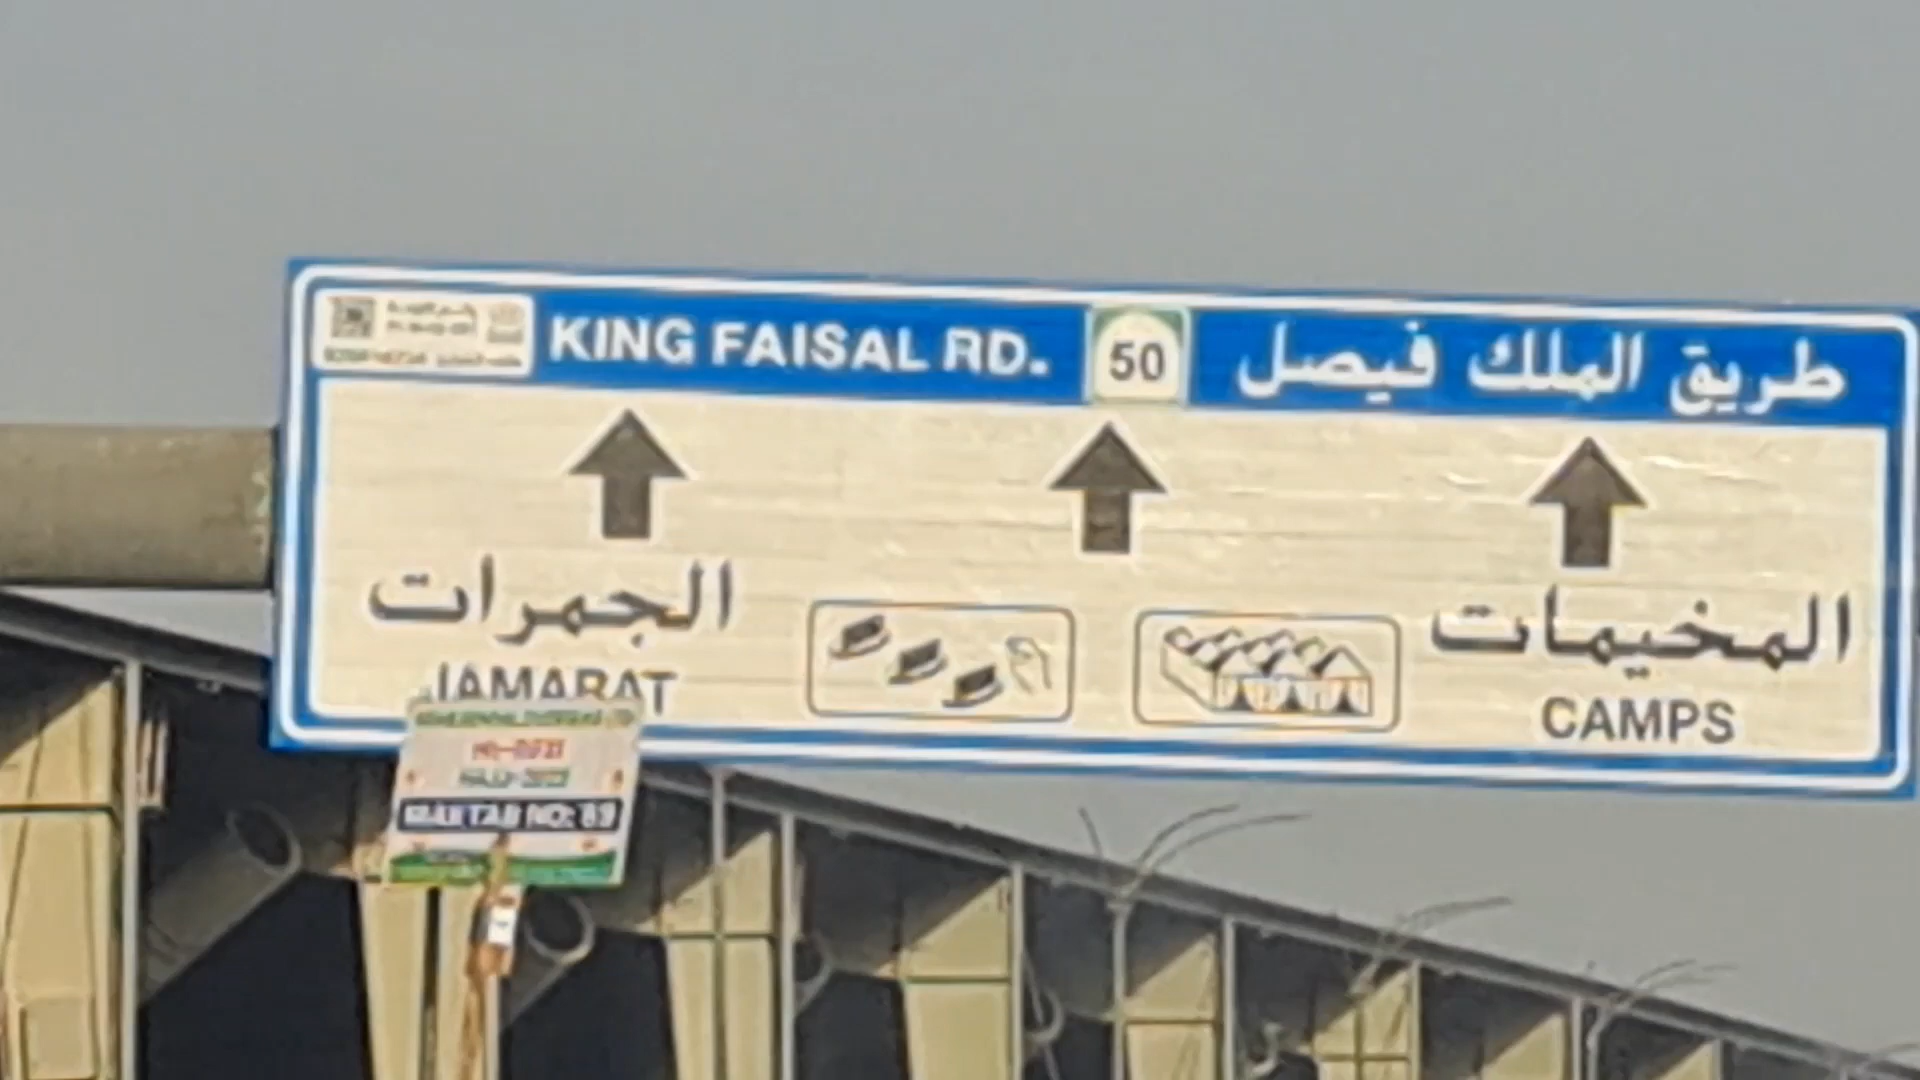 KING FAISAL RD. 50 طريق الملك فيصل
الجمرات
JAMARAT
المخيمات
CAMPS
MAKTAB NO: 89